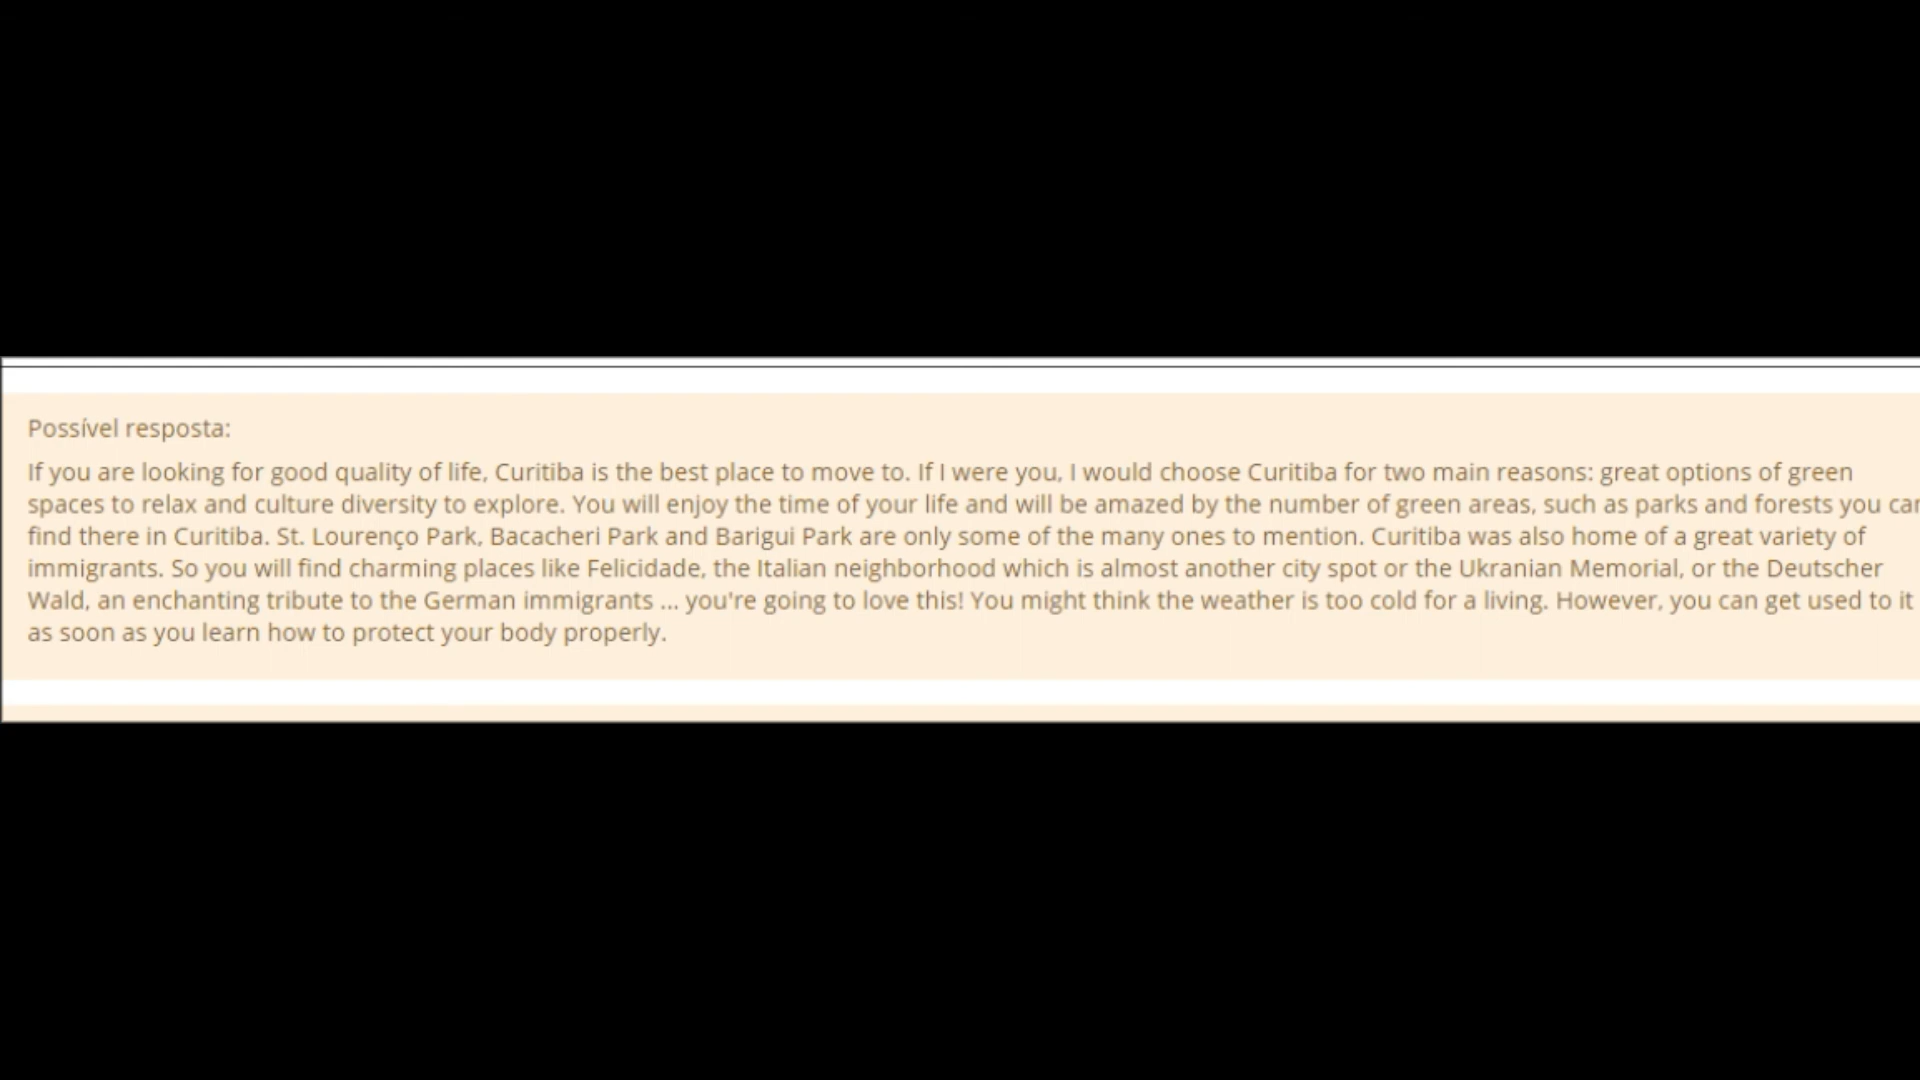 Possível resposta:
If you are looking for good quality of life, Curitiba is the best place to move to. If I were you, I would choose Curitiba for two main reasons: great options of green
spaces to relax and culture diversity to explore. You will enjoy the time of your life and will be amazed by the number of green areas, such as parks and forests you can
find there in Curitiba. St. Lourenço Park, Bacacheri Park and Barigui Park are only some of the many ones to mention. Curitiba was also home of a great variety of
immigrants. So you will find charming places like Felicidade, the Italian neighborhood which is almost another city spot or the Ukranian Memorial, or the Deutscher
Wald, an enchanting tribute to the German immigrants ... you're going to love this! You might think the weather is too cold for a living. However, you can get used to it
as soon as you learn how to protect your body properly.